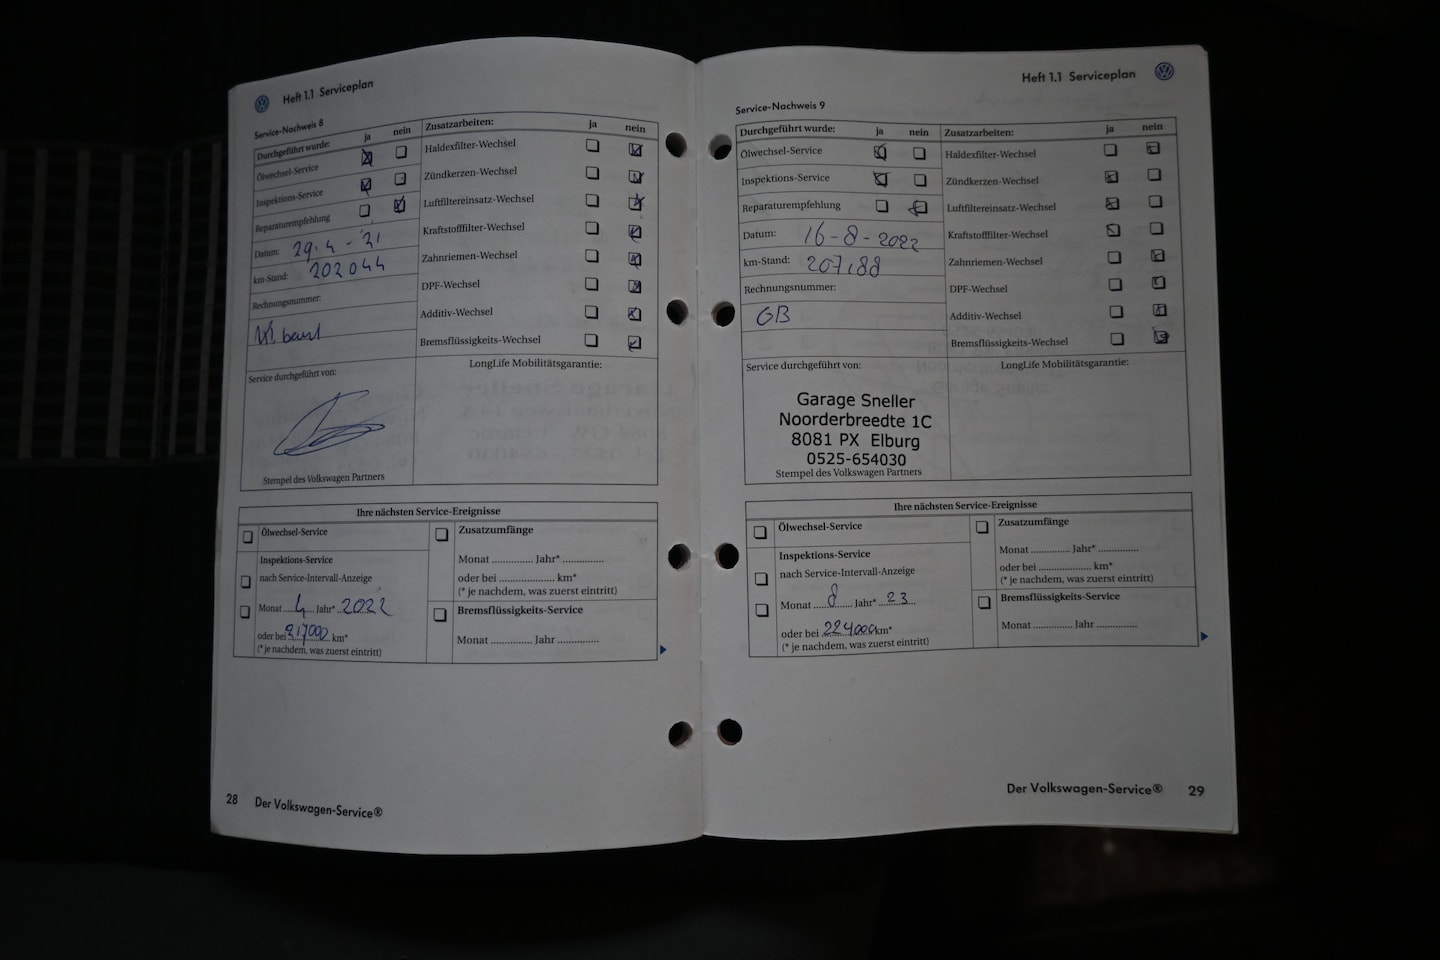 Heft 1.1 Serviceplan
Service-Nachweis 8
Durchgeführt wurde: ja nein
Ölwechsel-Service
Inspektions-Service
Reparaturempfehlung
Datum: 29-4-'21
km-Stand: 202044
Rechnungsnummer:
Zusatzarbeiten: ja nein
Haldexfilter-Wechsel
Zündkerzen-Wechsel
Luftfiltereinsatz-Wechsel
Kraftstofffilter-Wechsel
Zahnriemen-Wechsel
DPF-Wechsel
Additiv-Wechsel
Bremsflüssigkeits-Wechsel
Service durchgeführt von:
Stempel des Volkswagen Partners
LongLife Mobilitätsgarantie:
Ihre nächsten Service-Ereignisse
Ölwechsel-Service
Inspektions-Service
nach Service-Intervall-Anzeige
Monat 4 Jahr* 2022
oder bei 217000 km*
(* je nachdem, was zuerst eintritt)
Zusatzumfänge
Monat .............. Jahr* ..............
oder bei .................... km*
(* je nachdem, was zuerst eintritt)
Bremsflüssigkeits-Service
Monat .............. Jahr ..............
28 Der Volkswagen-Service®
Heft 1.1 Serviceplan
Service-Nachweis 9
Durchgeführt wurde: ja nein
Ölwechsel-Service
Inspektions-Service
Reparaturempfehlung
Datum: 16-8-2022
km-Stand: 207188
Rechnungsnummer:
GB
Zusatzarbeiten: ja nein
Haldexfilter-Wechsel
Zündkerzen-Wechsel
Luftfiltereinsatz-Wechsel
Kraftstofffilter-Wechsel
Zahnriemen-Wechsel
DPF-Wechsel
Additiv-Wechsel
Bremsflüssigkeits-Wechsel
Service durchgeführt von:
Garage Sneller
Noorderbreedte 1C
8081 PX Elburg
0525-654030
Stempel des Volkswagen Partners
LongLife Mobilitätsgarantie:
Ihre nächsten Service-Ereignisse
Ölwechsel-Service
Inspektions-Service
nach Service-Intervall-Anzeige
Monat 8 Jahr* 23
oder bei 224000 km*
(* je nachdem, was zuerst eintritt)
Zusatzumfänge
Monat .............. Jahr* ..............
oder bei .................... km*
(* je nachdem, was zuerst eintritt)
Bremsflüssigkeits-Service
Monat .............. Jahr ..............
Der Volkswagen-Service® 29